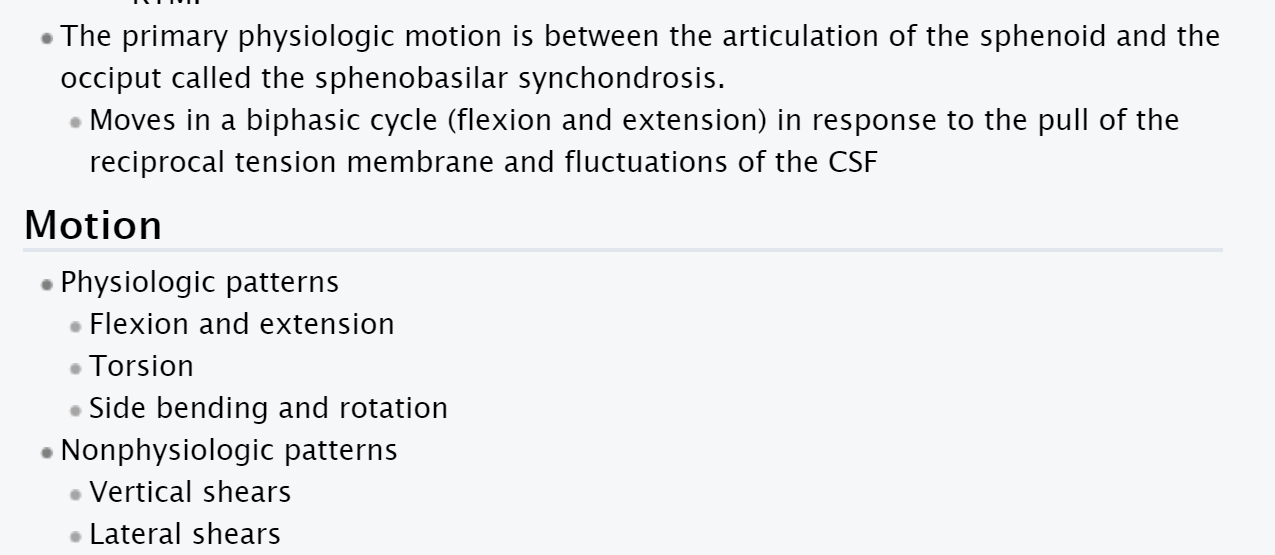 The primary physiologic motion is between the articulation of the sphenoid and the
occiput called the sphenobasilar synchondrosis.
Moves in a biphasic cycle (flexion and extension) in response to the pull of the
reciprocal tension membrane and fluctuations of the CSF
Motion
Physiologic patterns
Flexion and extension
Torsion
Side bending and rotation
Nonphysiologic patterns
Vertical shears
Lateral shears